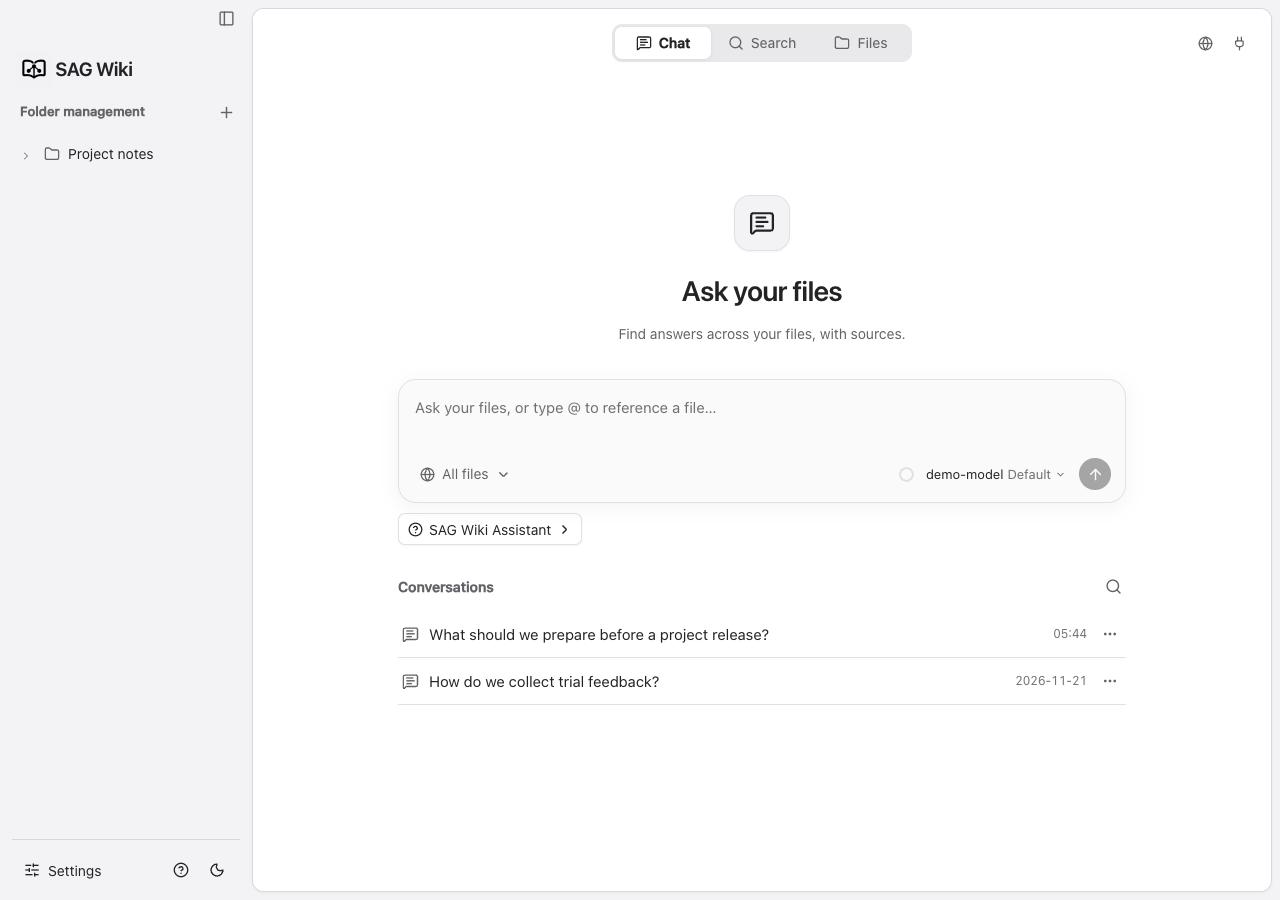 SAG Wiki
Folder management
Project notes
Settings
Chat
Search
Files
Ask your files
Find answers across your files, with sources.
Ask your files, or type @ to reference a file...
All files
demo-model Default
SAG Wiki Assistant
Conversations
What should we prepare before a project release? 05:44
How do we collect trial feedback? 2026-11-21